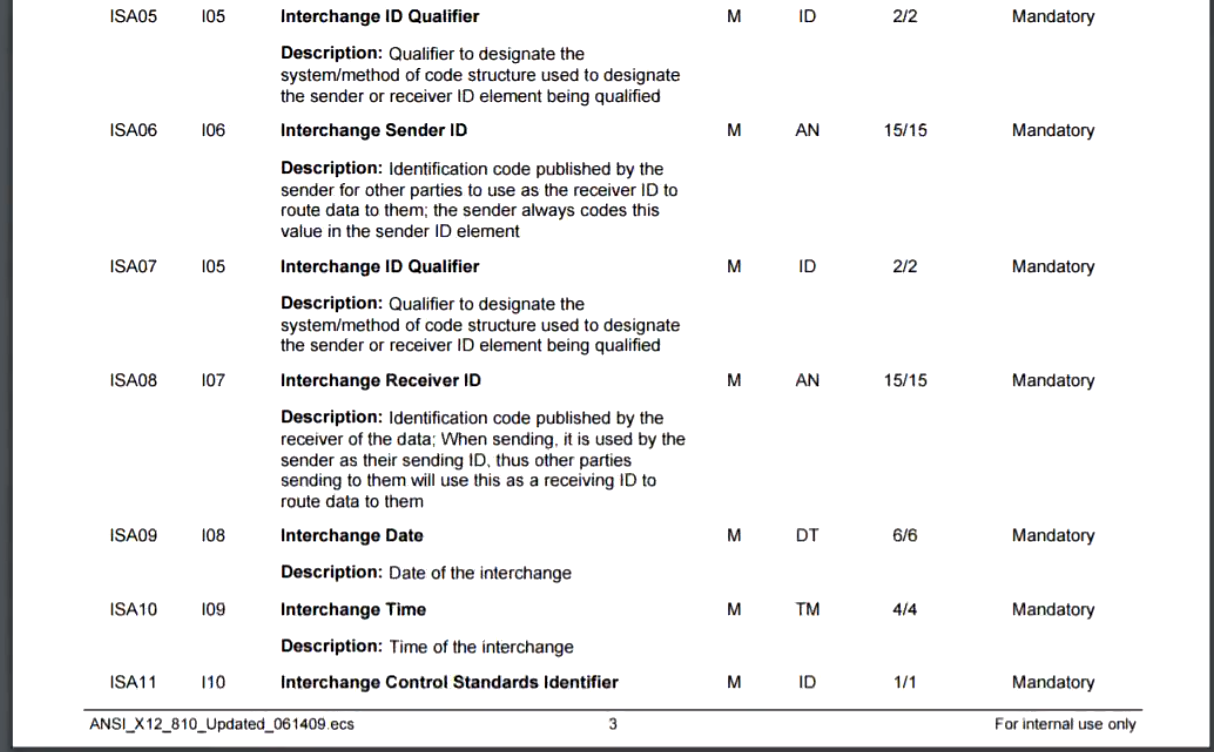 ISA05 I05 Interchange ID Qualifier M ID 2/2 Mandatory
Description: Qualifier to designate the
system/method of code structure used to designate
the sender or receiver ID element being qualified
ISA06 I06 Interchange Sender ID M AN 15/15 Mandatory
Description: Identification code published by the
sender for other parties to use as the receiver ID to
route data to them; the sender always codes this
value in the sender ID element
ISA07 I05 Interchange ID Qualifier M ID 2/2 Mandatory
Description: Qualifier to designate the
system/method of code structure used to designate
the sender or receiver ID element being qualified
ISA08 I07 Interchange Receiver ID M AN 15/15 Mandatory
Description: Identification code published by the
receiver of the data; When sending, it is used by the
sender as their sending ID, thus other parties
sending to them will use this as a receiving ID to
route data to them
ISA09 I08 Interchange Date M DT 6/6 Mandatory
Description: Date of the interchange
ISA10 I09 Interchange Time M TM 4/4 Mandatory
Description: Time of the interchange
ISA11 I10 Interchange Control Standards Identifier M ID 1/1 Mandatory
ANSI_X12_810_Updated_061409.ecs 3 For internal use only